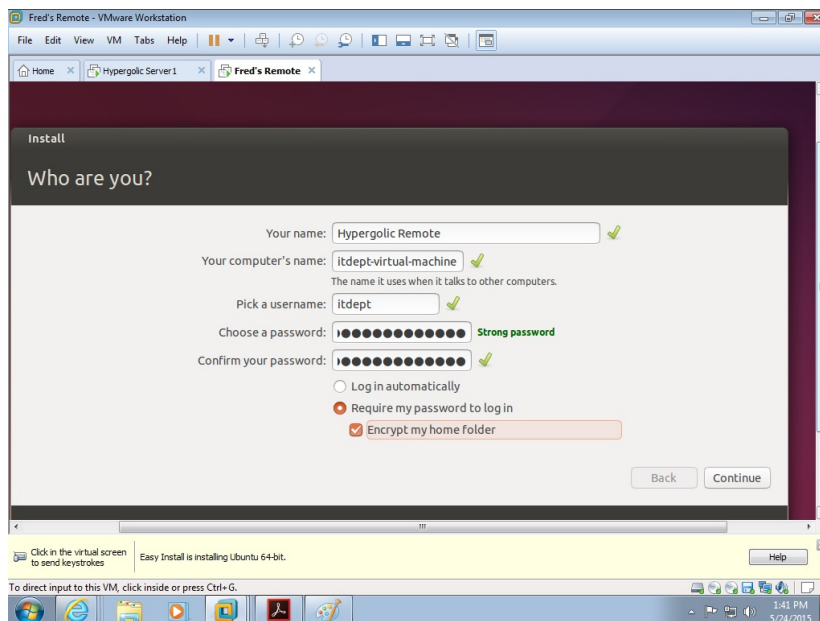 Fred's Remote - VMware Workstation
File Edit View VM Tabs Help
Home Hypergolic Server1 Fred's Remote
Install
Who are you?
Your name: Hypergolic Remote
Your computer's name: itdept-virtual-machine
The name it uses when it talks to other computers.
Pick a username: itdept
Choose a password: Strong password
Confirm your password:
Log in automatically
Require my password to log in
Encrypt my home folder
Back Continue
Click in the virtual screen
to send keystrokes
Easy Install is installing Ubuntu 64-bit.
Help
To direct input to this VM, click inside or press Ctrl+G.
1:41 PM
5/24/2015